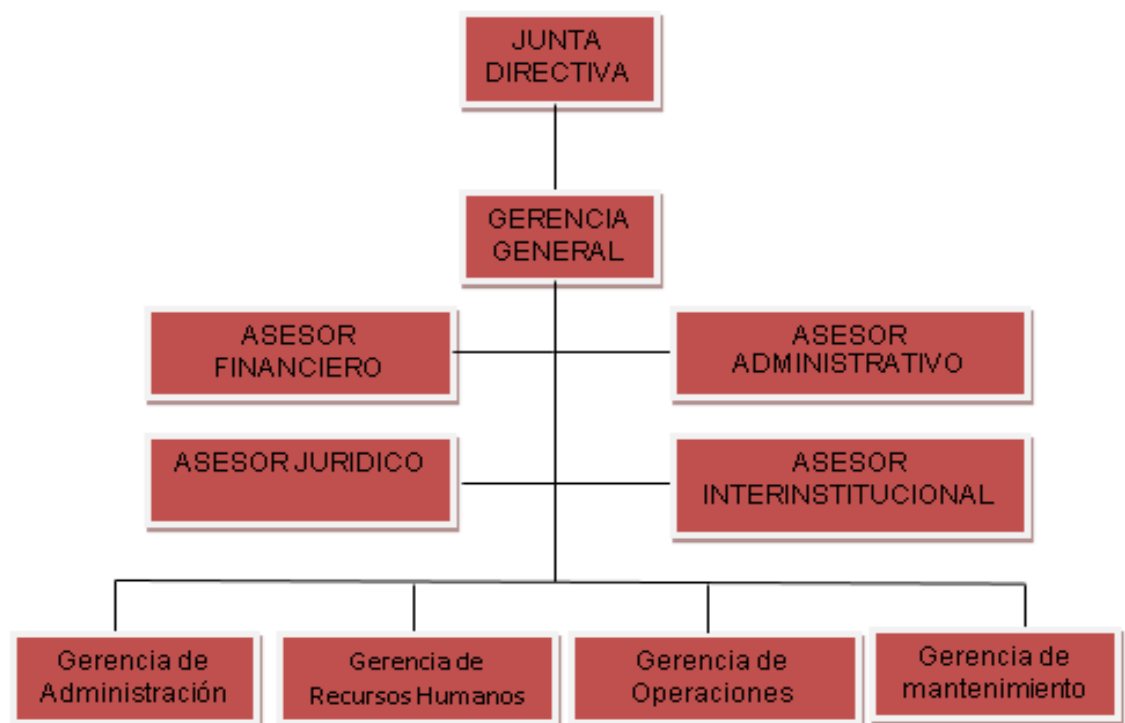 JUNTA
DIRECTIVA
GERENCIA
GENERAL
ASESOR
FINANCIERO
ASESOR
ADMINISTRATIVO
ASESOR JURIDICO
ASESOR
INTERINSTITUCIONAL
Gerencia de
Administración
Gerencia de
Recursos Humanos
Gerencia de
Operaciones
Gerencia de
mantenimiento